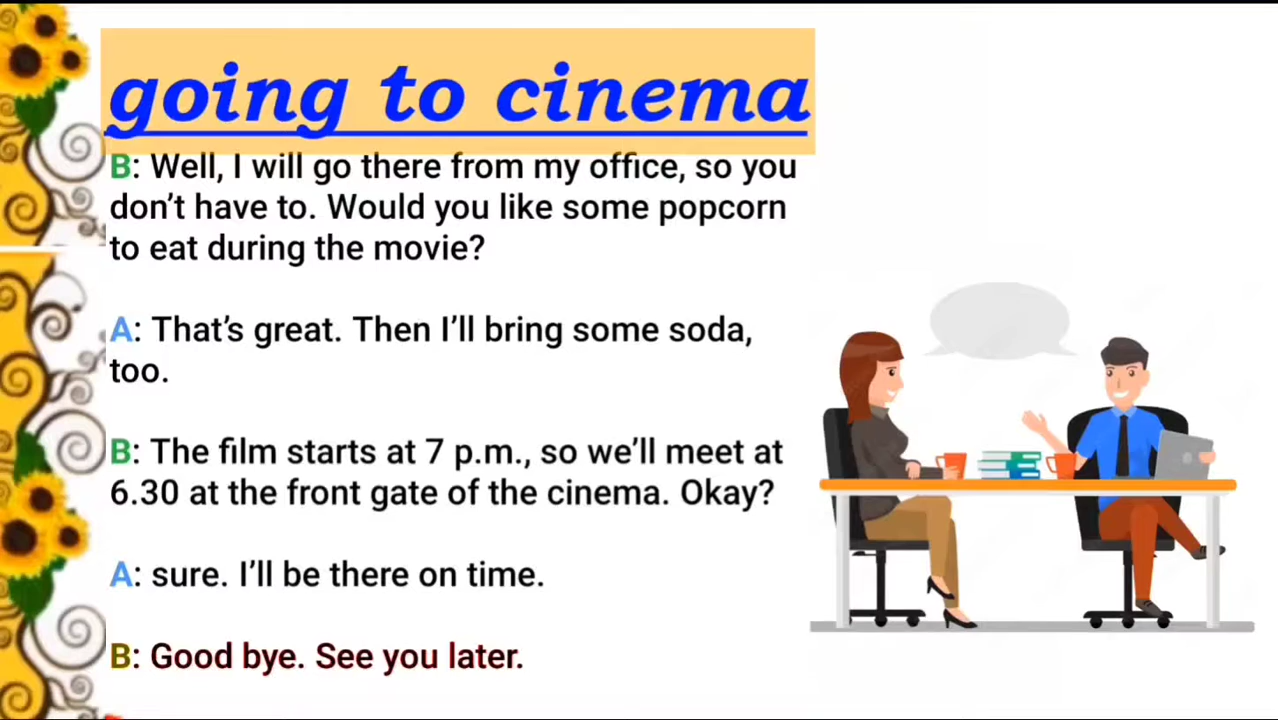 going to cinema
B: Well, I will go there from my office, so you
don't have to. Would you like some popcorn
to eat during the movie?
A: That's great. Then I'll bring some soda,
too.
B: The film starts at 7 p.m., so we'll meet at
6.30 at the front gate of the cinema. Okay?
A: sure. I'll be there on time.
B: Good bye. See you later.